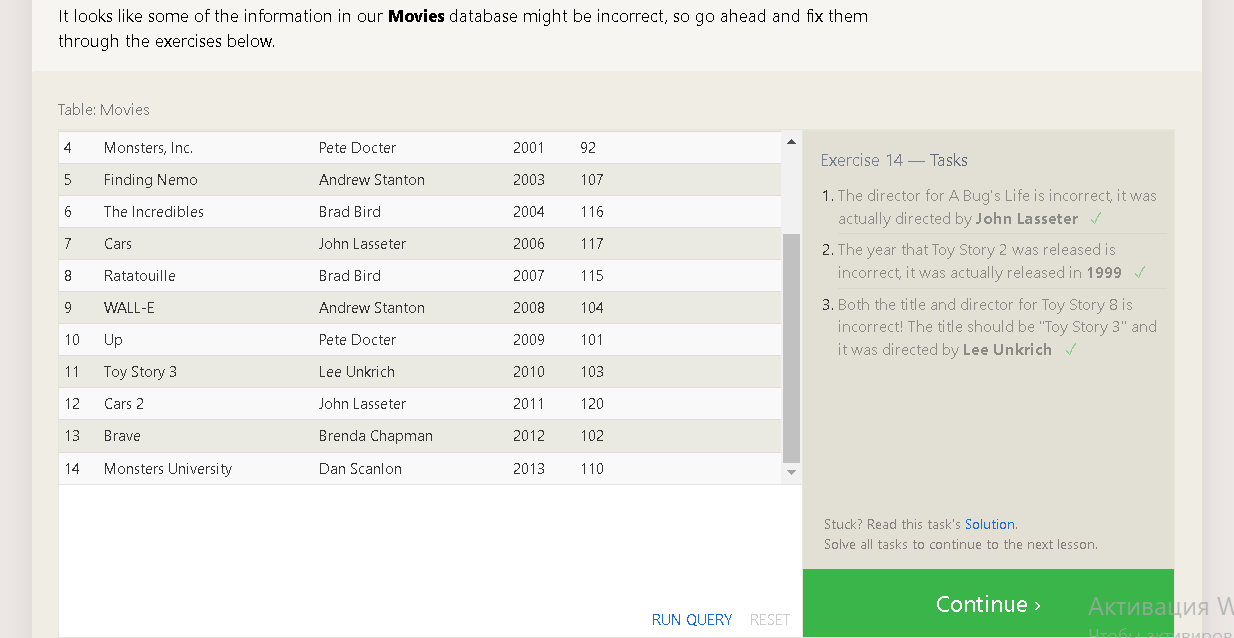 It looks like some of the information in our Movies database might be incorrect, so go ahead and fix them
through the exercises below.
Table: Movies
4 Monsters, Inc. Pete Docter 2001 92
5 Finding Nemo Andrew Stanton 2003 107
6 The Incredibles Brad Bird 2004 116
7 Cars John Lasseter 2006 117
8 Ratatouille Brad Bird 2007 115
9 WALL-E Andrew Stanton 2008 104
10 Up Pete Docter 2009 101
11 Toy Story 3 Lee Unkrich 2010 103
12 Cars 2 John Lasseter 2011 120
13 Brave Brenda Chapman 2012 102
14 Monsters University Dan Scanlon 2013 110
RUN QUERY RESET
Exercise 14 — Tasks
1. The director for A Bug's Life is incorrect, it was
actually directed by John Lasseter ✓
2. The year that Toy Story 2 was released is
incorrect, it was actually released in 1999 ✓
3. Both the title and director for Toy Story 8 is
incorrect! The title should be "Toy Story 3" and
it was directed by Lee Unkrich ✓
Stuck? Read this task's Solution.
Solve all tasks to continue to the next lesson.
Continue ›
Активация W